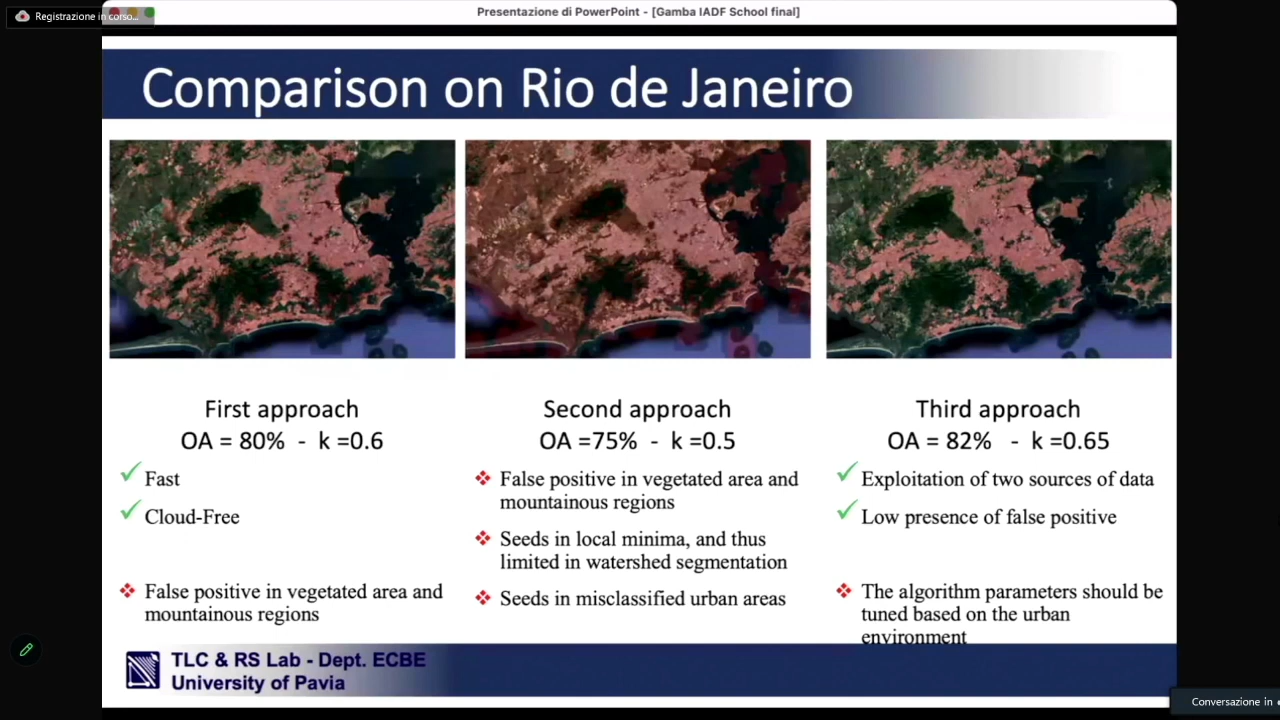 Registrazione in corso...
Presentazione di PowerPoint - [Gamba IADF School final]
Comparison on Rio de Janeiro
First approach
OA = 80% - k =0.6
Fast
Cloud-Free
False positive in vegetated area and
mountainous regions
Second approach
OA =75% - k =0.5
False positive in vegetated area and
mountainous regions
Seeds in local minima, and thus
limited in watershed segmentation
Seeds in misclassified urban areas
Third approach
OA = 82% - k =0.65
Exploitation of two sources of data
Low presence of false positive
The algorithm parameters should be
tuned based on the urban
environment
TLC & RS Lab - Dept. ECBE
University of Pavia
Conversazione in